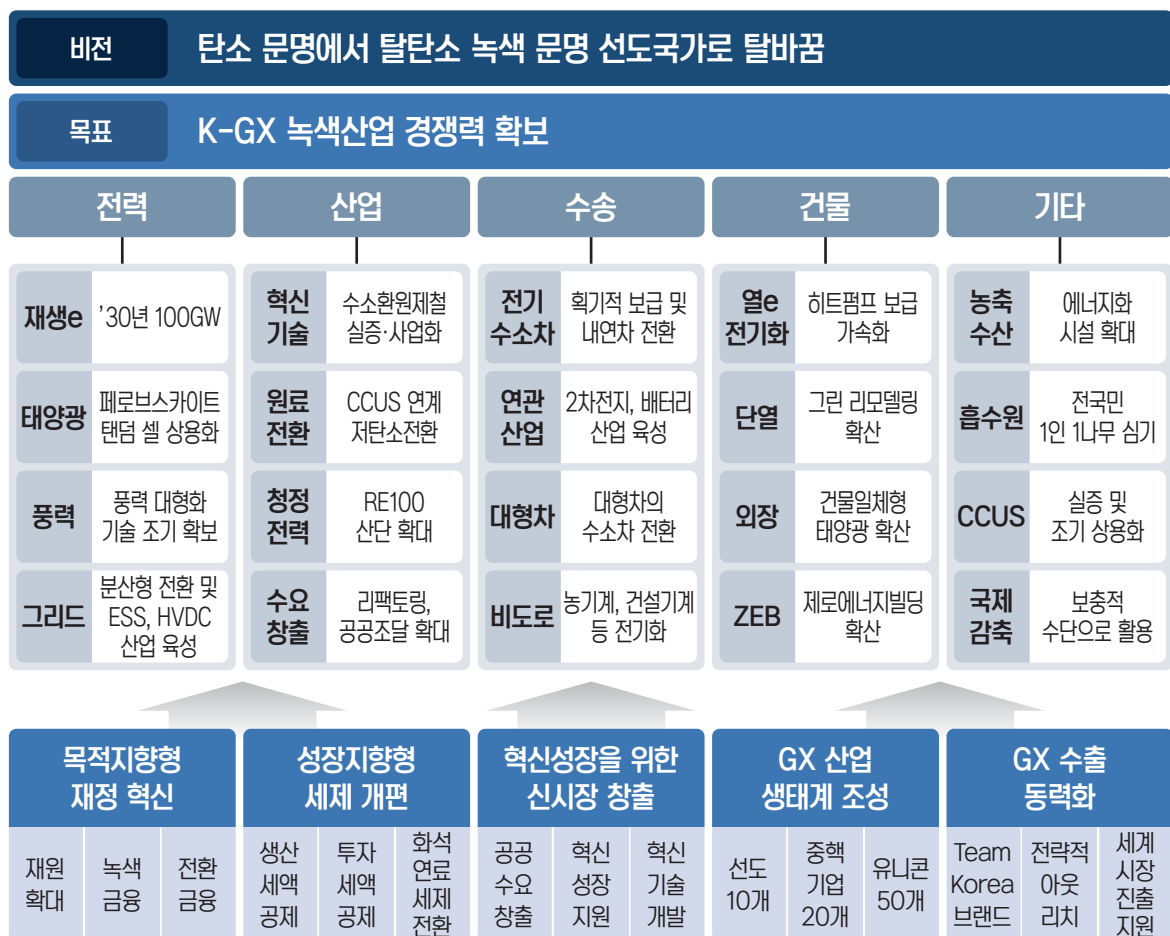 비전
탄소 문명에서 탈탄소 녹색 문명 선도국가로 탈바꿈
목표
K-GX 녹색산업 경쟁력 확보
전력
재생e
’30년 100GW
태양광
페로브스카이트
탠덤 셀 상용화
풍력
풍력 대형화
기술 조기 확보
그리드
분산형 전환 및
ESS, HVDC
산업 육성
산업
혁신
기술
수소환원제철
실증·사업화
원료
전환
CCUS 연계
저탄소전환
청정
전력
RE100
산단 확대
수요
창출
리팩토링,
공공조달 확대
수송
전기
수소차
획기적 보급 및
내연차 전환
연관
산업
2차전지, 배터리
산업 육성
대형차
대형차의
수소차 전환
비도로
농기계, 건설기계
등 전기화
건물
열e
전기화
히트펌프 보급
가속화
단열
그린 리모델링
확산
외장
건물일체형
태양광 확산
ZEB
제로에너지빌딩
확산
기타
농축
수산
에너지화
시설 확대
흡수원
전국민
1인 1나무 심기
CCUS
실증 및
조기 상용화
국제
감축
보충적
수단으로 활용
목적지향형
재정 혁신
재원
확대
녹색
금융
전환
금융
성장지향형
세제 개편
생산
세액
공제
투자
세액
공제
화석
연료
세제
전환
혁신성장을 위한
신시장 창출
공공
수요
창출
혁신
성장
지원
혁신
기술
개발
GX 산업
생태계 조성
선도
10개
중핵
기업
20개
유니콘
50개
GX 수출
동력화
Team
Korea
브랜드
전략적
아웃
리치
세계
시장
진출
지원